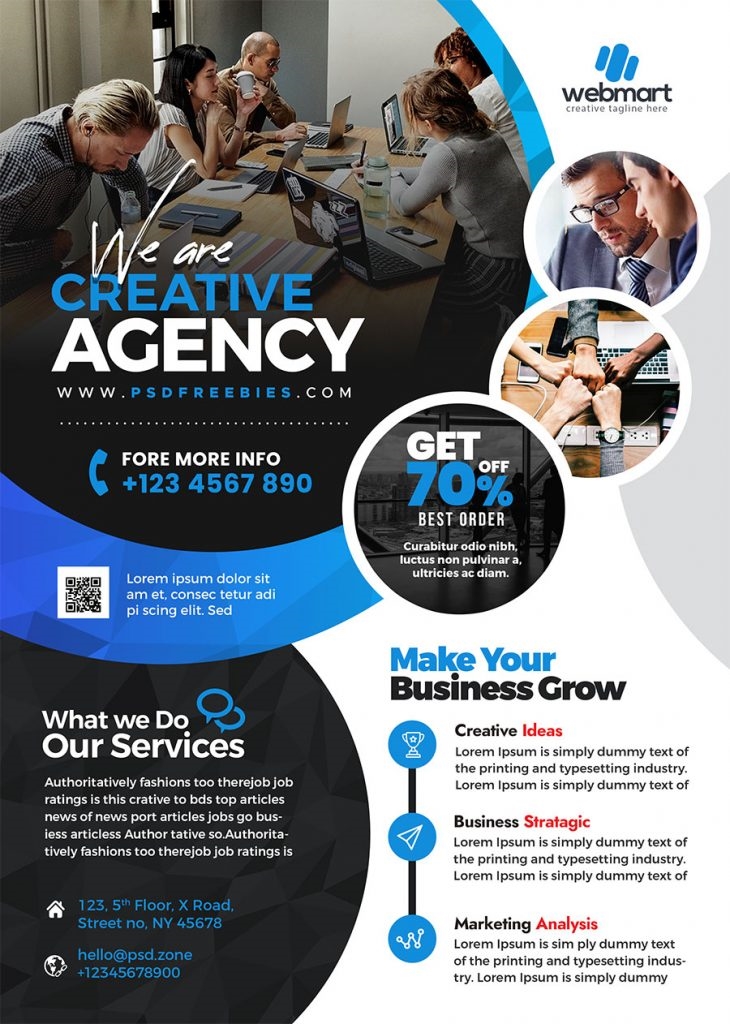 webmart
creative tagline here
We are
CREATIVE
AGENCY
WWW.PSDFREEBIES.COM
FORE MORE INFO
+123 4567 890
GET
70% OFF
BEST ORDER
Curabitur odio nibh,
luctus non pulvinar a,
ultricies ac diam.
Lorem ipsum dolor sit
am et, consec tetur adi
pi scing elit. Sed
What we Do
Our Services
Authoritatively fashions too therejob job
ratings is this crative to bds top articles
news of news port articles jobs go bus-
iess articless Author tative so.Authorita-
tively fashions too therejob job ratings is
123, 5th Floor, X Road,
Street no, NY 45678
hello@psd.zone
+12345678900
Make Your
Business Grow
Creative Ideas
Lorem Ipsum is simply dummy text of
the printing and typesetting industry.
Lorem Ipsum is simply dummy text of
Business Stratagic
Lorem Ipsum is simply dummy text of
the printing and typesetting industry.
Lorem Ipsum is simply dummy text of
Marketing Analysis
Lorem Ipsum is sim ply dummy text of
the printing and typesetting indus-
try. Lorem Ipsum is simply dummy